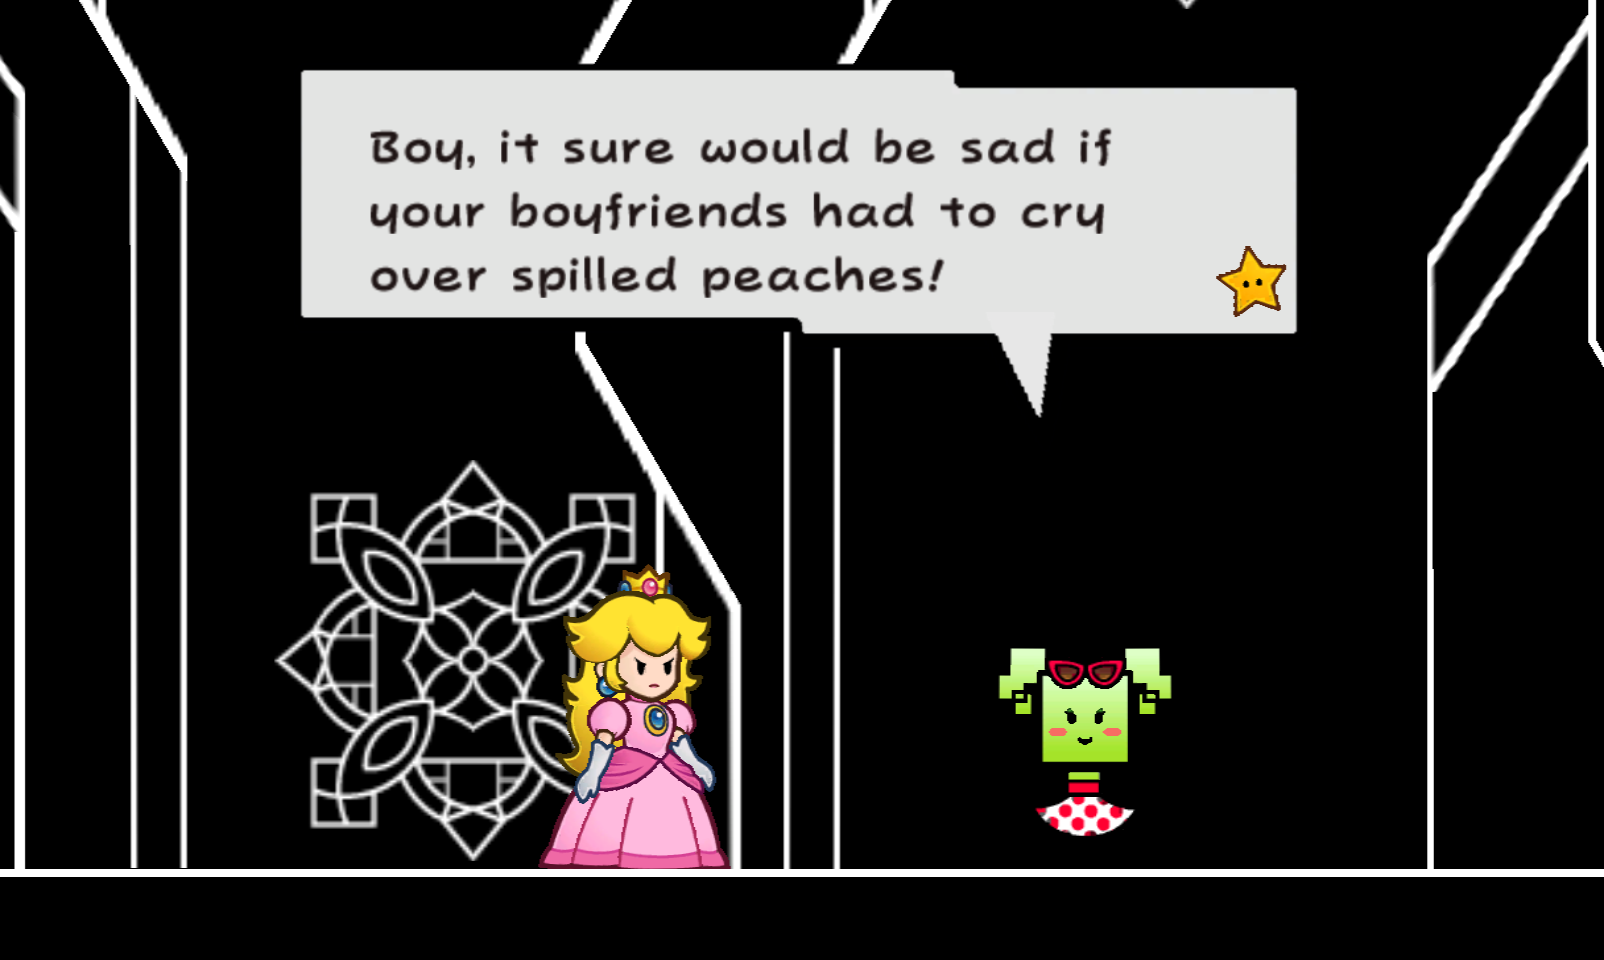 Boy, it sure would be sad if
your boyfriends had to cry
over spilled peaches!